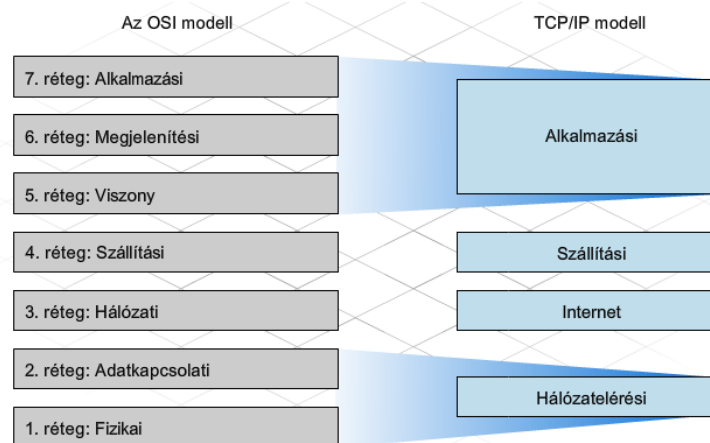 Az OSI modell
TCP/IP modell
7. réteg: Alkalmazási
6. réteg: Megjelenítési
5. réteg: Viszony
4. réteg: Szállítási
3. réteg: Hálózati
2. réteg: Adatkapcsolati
1. réteg: Fizikai
Alkalmazási
Szállítási
Internet
Hálózatelérési